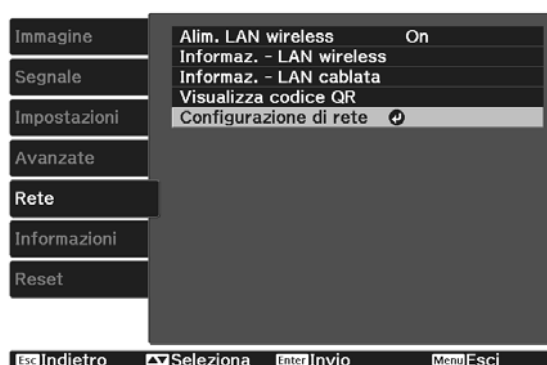 Immagine
Segnale
Impostazioni
Avanzate
Rete
Informazioni
Reset
Alim. LAN wireless On
Informaz. - LAN wireless
Informaz. - LAN cablata
Visualizza codice QR
Configurazione di rete
Esc Indietro Seleziona Enter Invio Menu Esci